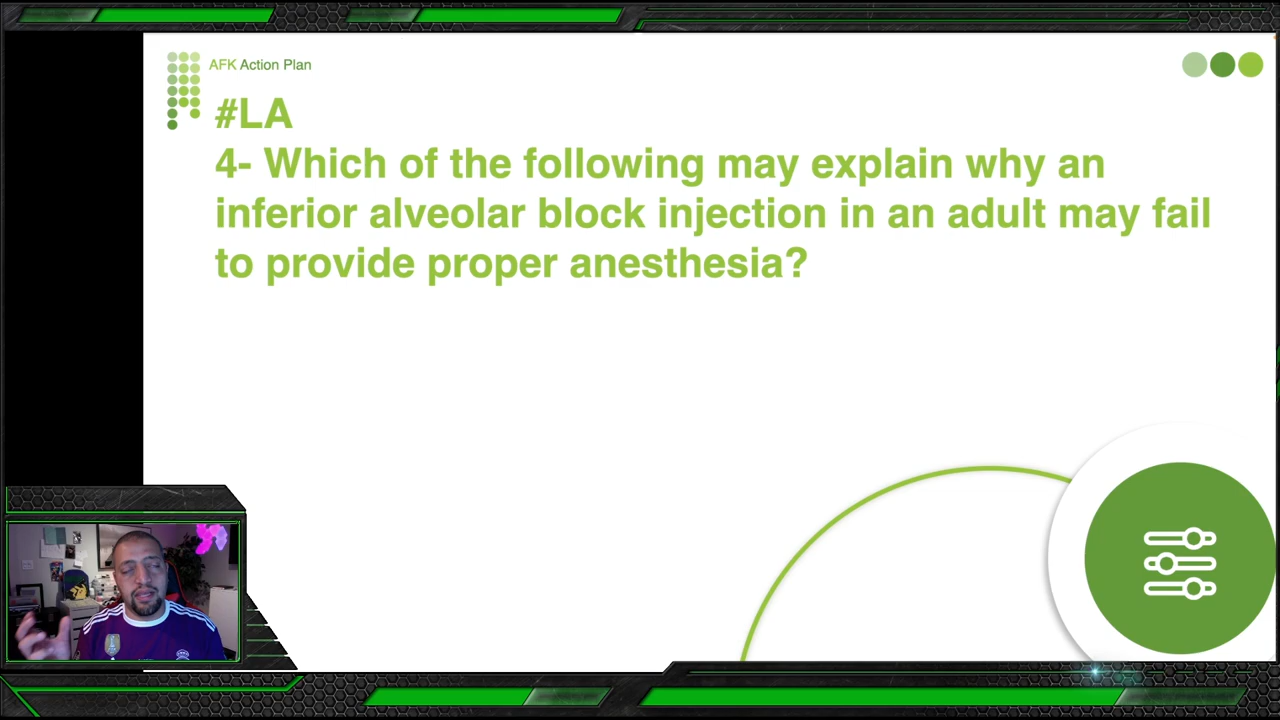 AFK Action Plan
#LA
4- Which of the following may explain why an
inferior alveolar block injection in an adult may fail
to provide proper anesthesia?